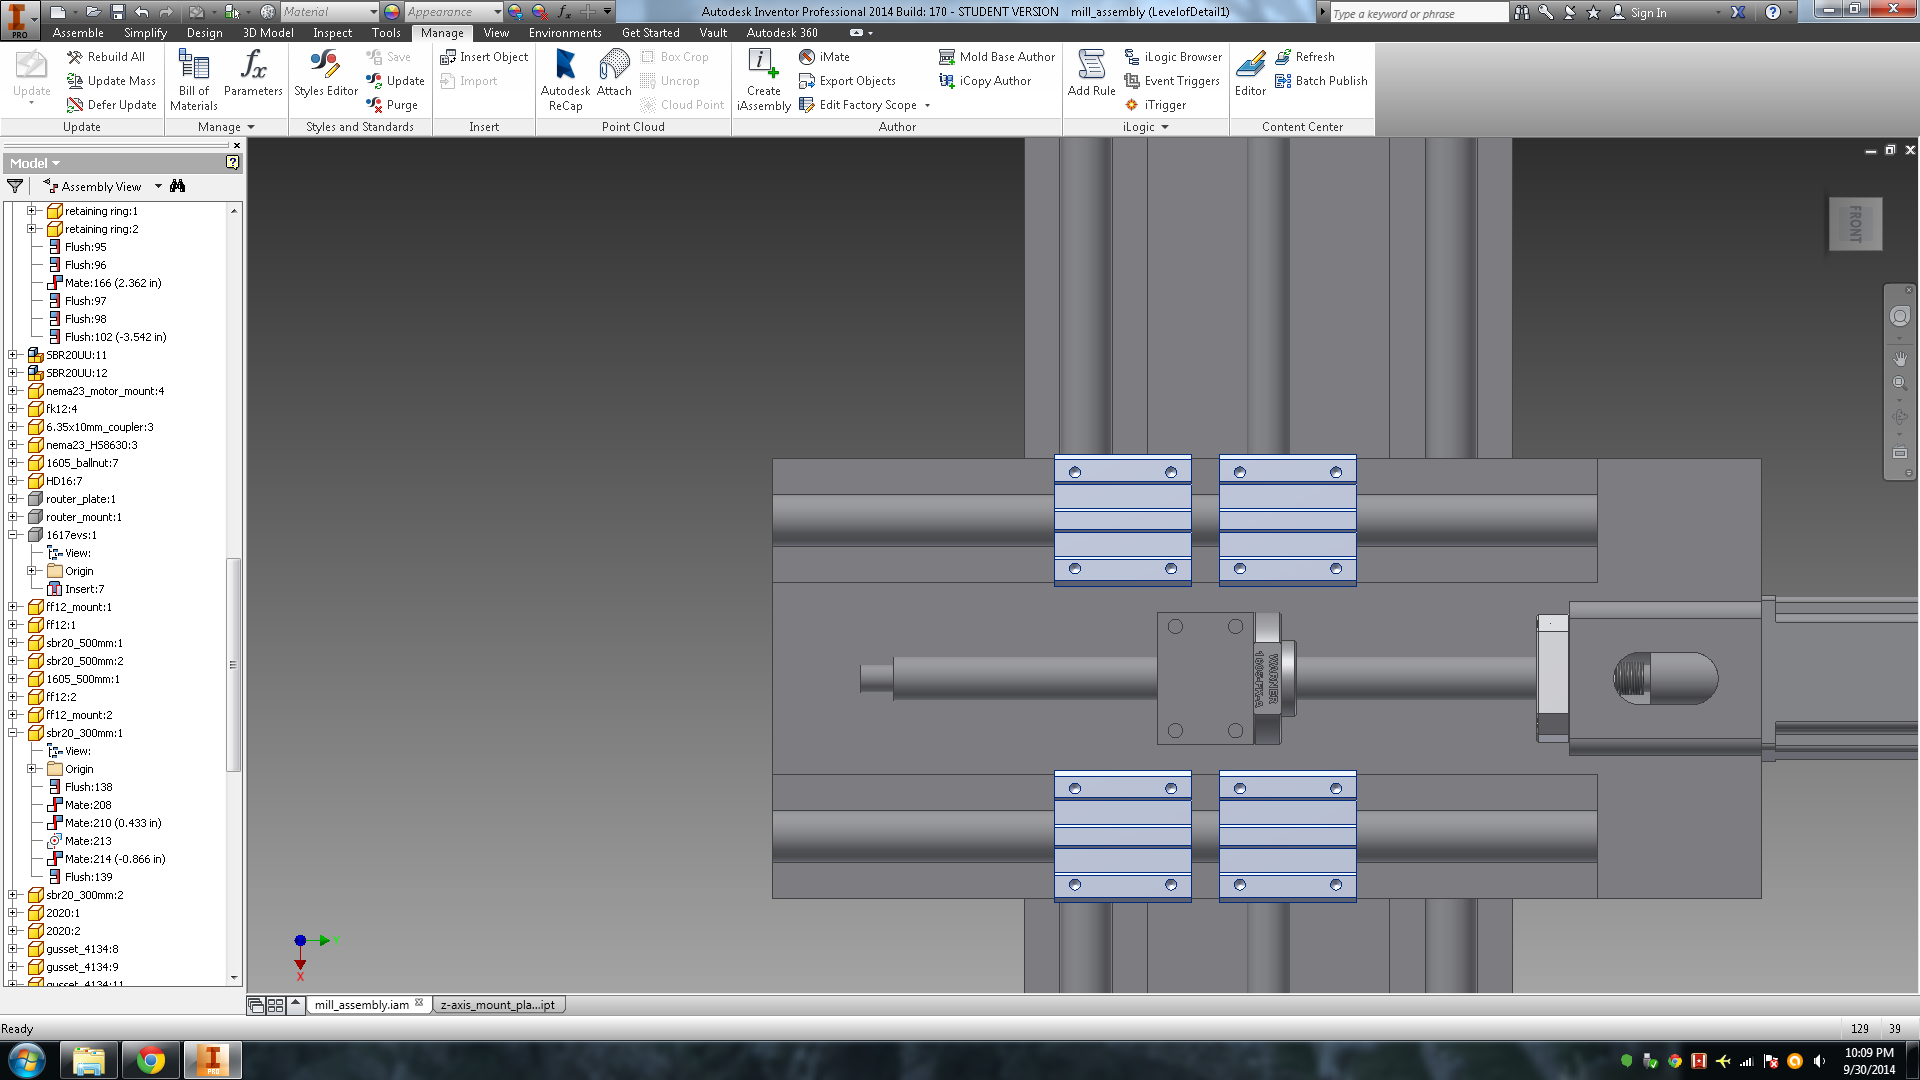 Material
Appearance
Autodesk Inventor Professional 2014 Build: 170 - STUDENT VERSION mill_assembly (LevelofDetail1)
Type a keyword or phrase
Sign In
PRO
Assemble Simplify Design 3D Model Inspect Tools Manage View Environments Get Started Vault Autodesk 360
Update
Rebuild All
Update Mass
Defer Update
Update
Bill of Materials
Parameters
Manage
Styles Editor
Save
Update
Purge
Styles and Standards
Insert Object
Import
Insert
Autodesk ReCap
Attach
Box Crop
Uncrop
Cloud Point
Point Cloud
Create iAssembly
iMate
Export Objects
Edit Factory Scope
Mold Base Author
iCopy Author
Author
Add Rule
iLogic Browser
Event Triggers
iTrigger
iLogic
Editor
Refresh
Batch Publish
Content Center
Model
Assembly View
retaining ring:1
retaining ring:2
Flush:95
Flush:96
Mate:166 (2.362 in)
Flush:97
Flush:98
Flush:102 (-3.542 in)
SBR20UU:11
SBR20UU:12
nema23_motor_mount:4
fk12:4
6.35x10mm_coupler:3
nema23_HS8630:3
1605_ballnut:7
HD16:7
router_plate:1
router_mount:1
1617evs:1
View:
Origin
Insert:7
ff12_mount:1
ff12:1
sbr20_500mm:1
sbr20_500mm:2
1605_500mm:1
ff12:2
ff12_mount:2
sbr20_300mm:1
View:
Origin
Flush:138
Mate:208
Mate:210 (0.433 in)
Mate:213
Mate:214 (-0.866 in)
Flush:139
sbr20_300mm:2
2020:1
2020:2
gusset_4134:8
gusset_4134:9
gusset_4134:11
FRONT
WARNER
Y
X
mill_assembly.iam
z-axis_mount_pla...ipt
Ready
129 39
PRO
10:09 PM
9/30/2014